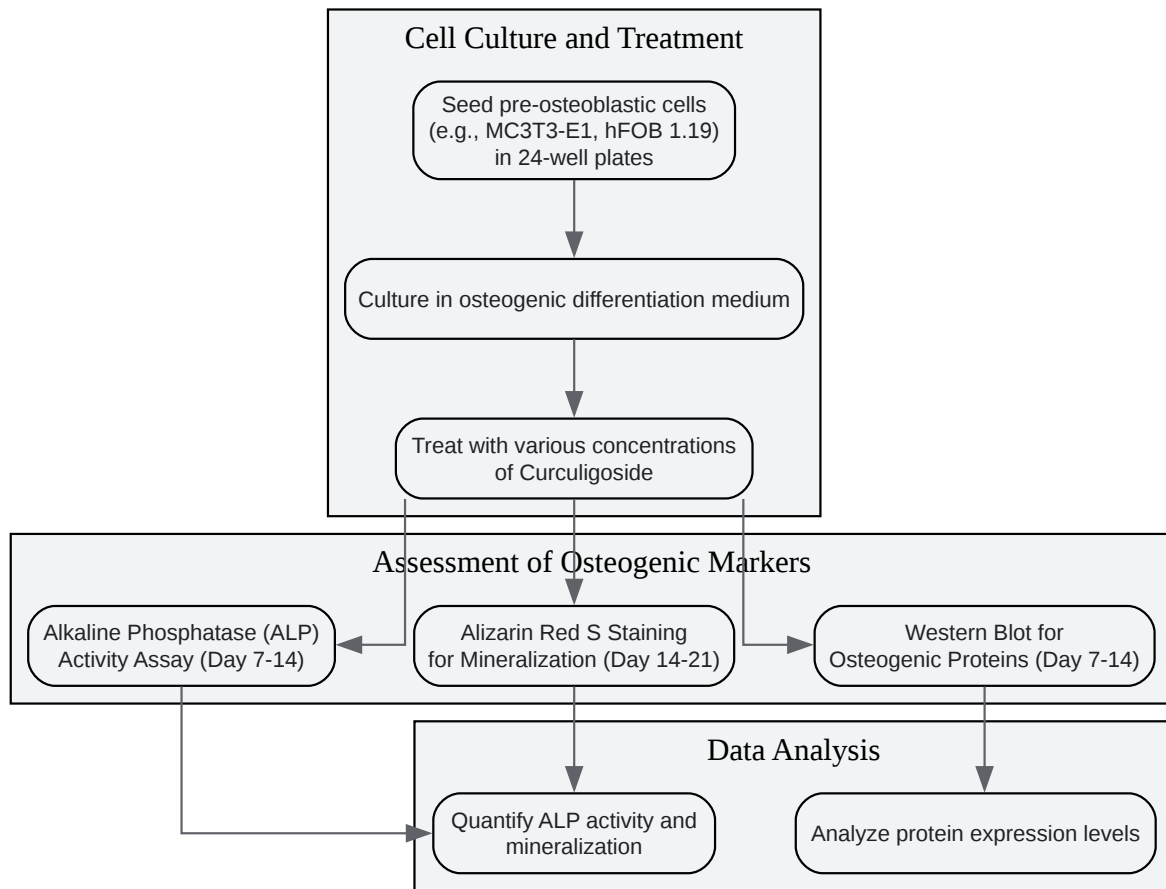 Cell Culture and Treatment
Seed pre-osteoblastic cells
(e.g., MC3T3-E1, hFOB 1.19)
in 24-well plates
Culture in osteogenic differentiation medium
Treat with various concentrations
of Curculigoside
Assessment of Osteogenic Markers
Alkaline Phosphatase (ALP)
Activity Assay (Day 7-14)
Alizarin Red S Staining
for Mineralization (Day 14-21)
Western Blot for
Osteogenic Proteins (Day 7-14)
Data Analysis
Quantify ALP activity and
mineralization
Analyze protein expression levels